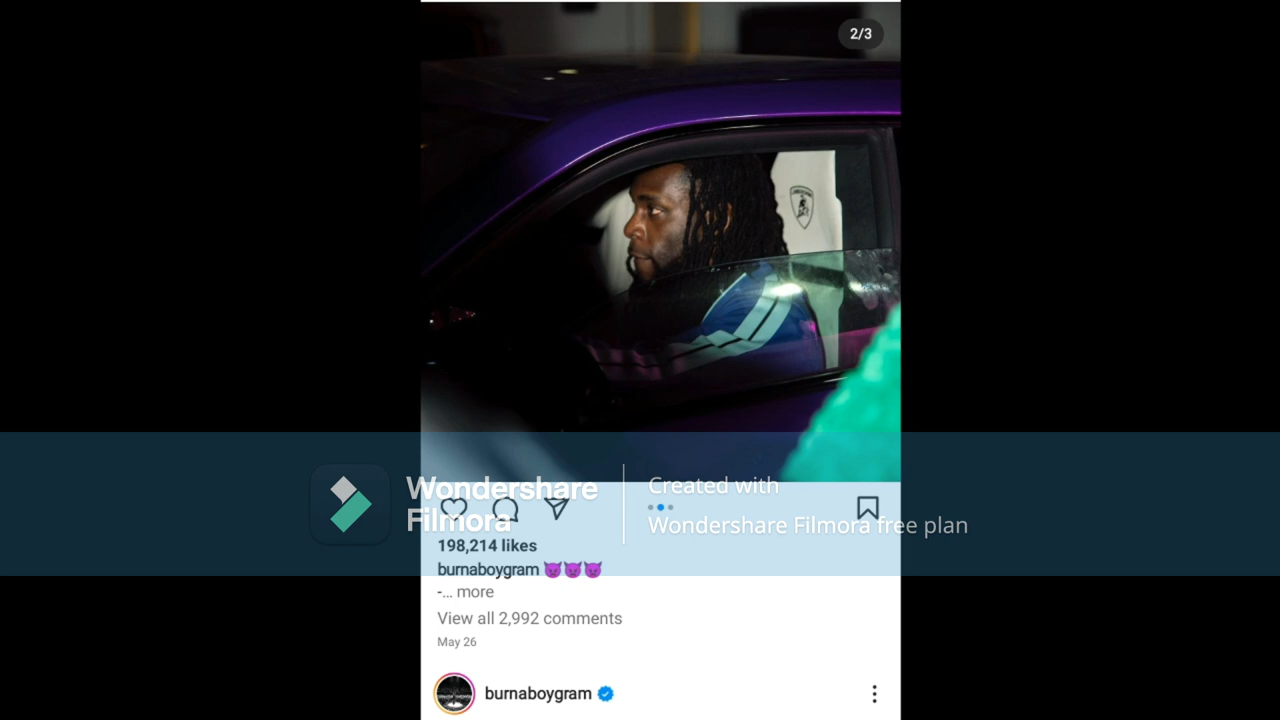 2/3
Wondershare
Filmora
Created with
Wondershare Filmora free plan
198,214 likes
burnaboygram 😈😈😈
-... more
View all 2,992 comments
May 26
burnaboygram